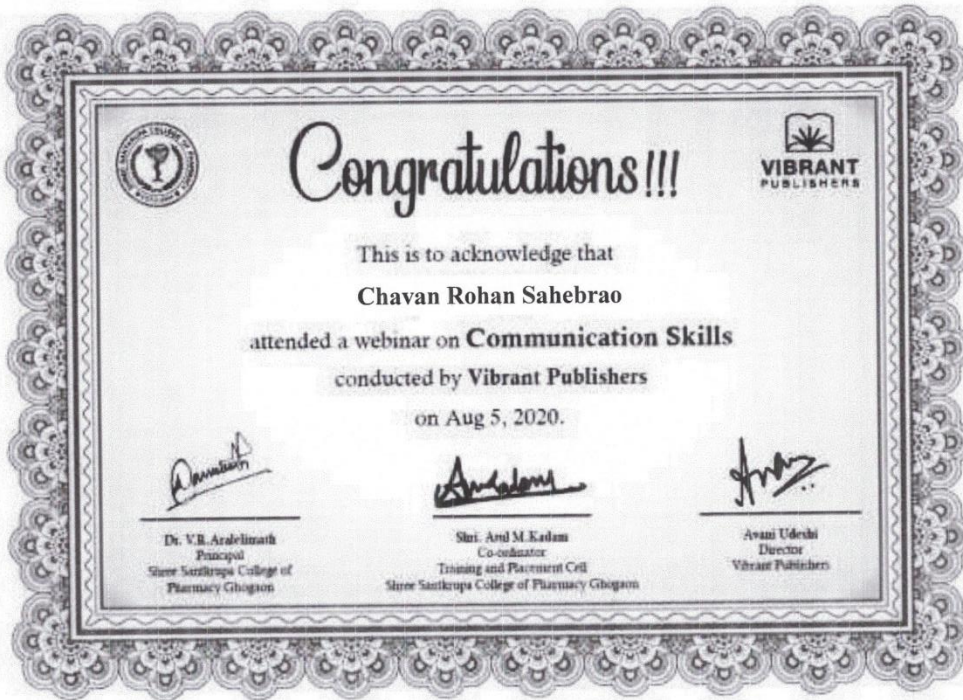 Congratulations!!!
VIBRANT
PUBLISHERS
This is to acknowledge that
Chavan Rohan Sahebrao
attended a webinar on Communication Skills
conducted by Vibrant Publishers
on Aug 5, 2020.
Dr. V.R. Aralelimath
Principal
Shree Santkrupa College of
Pharmacy Ghogaon
Shri. Anil M. Kadam
Co-ordinator
Training and Placement Cell
Shree Santkrupa College of Pharmacy Ghogaon
Avani Udeshi
Director
Vibrant Publishers